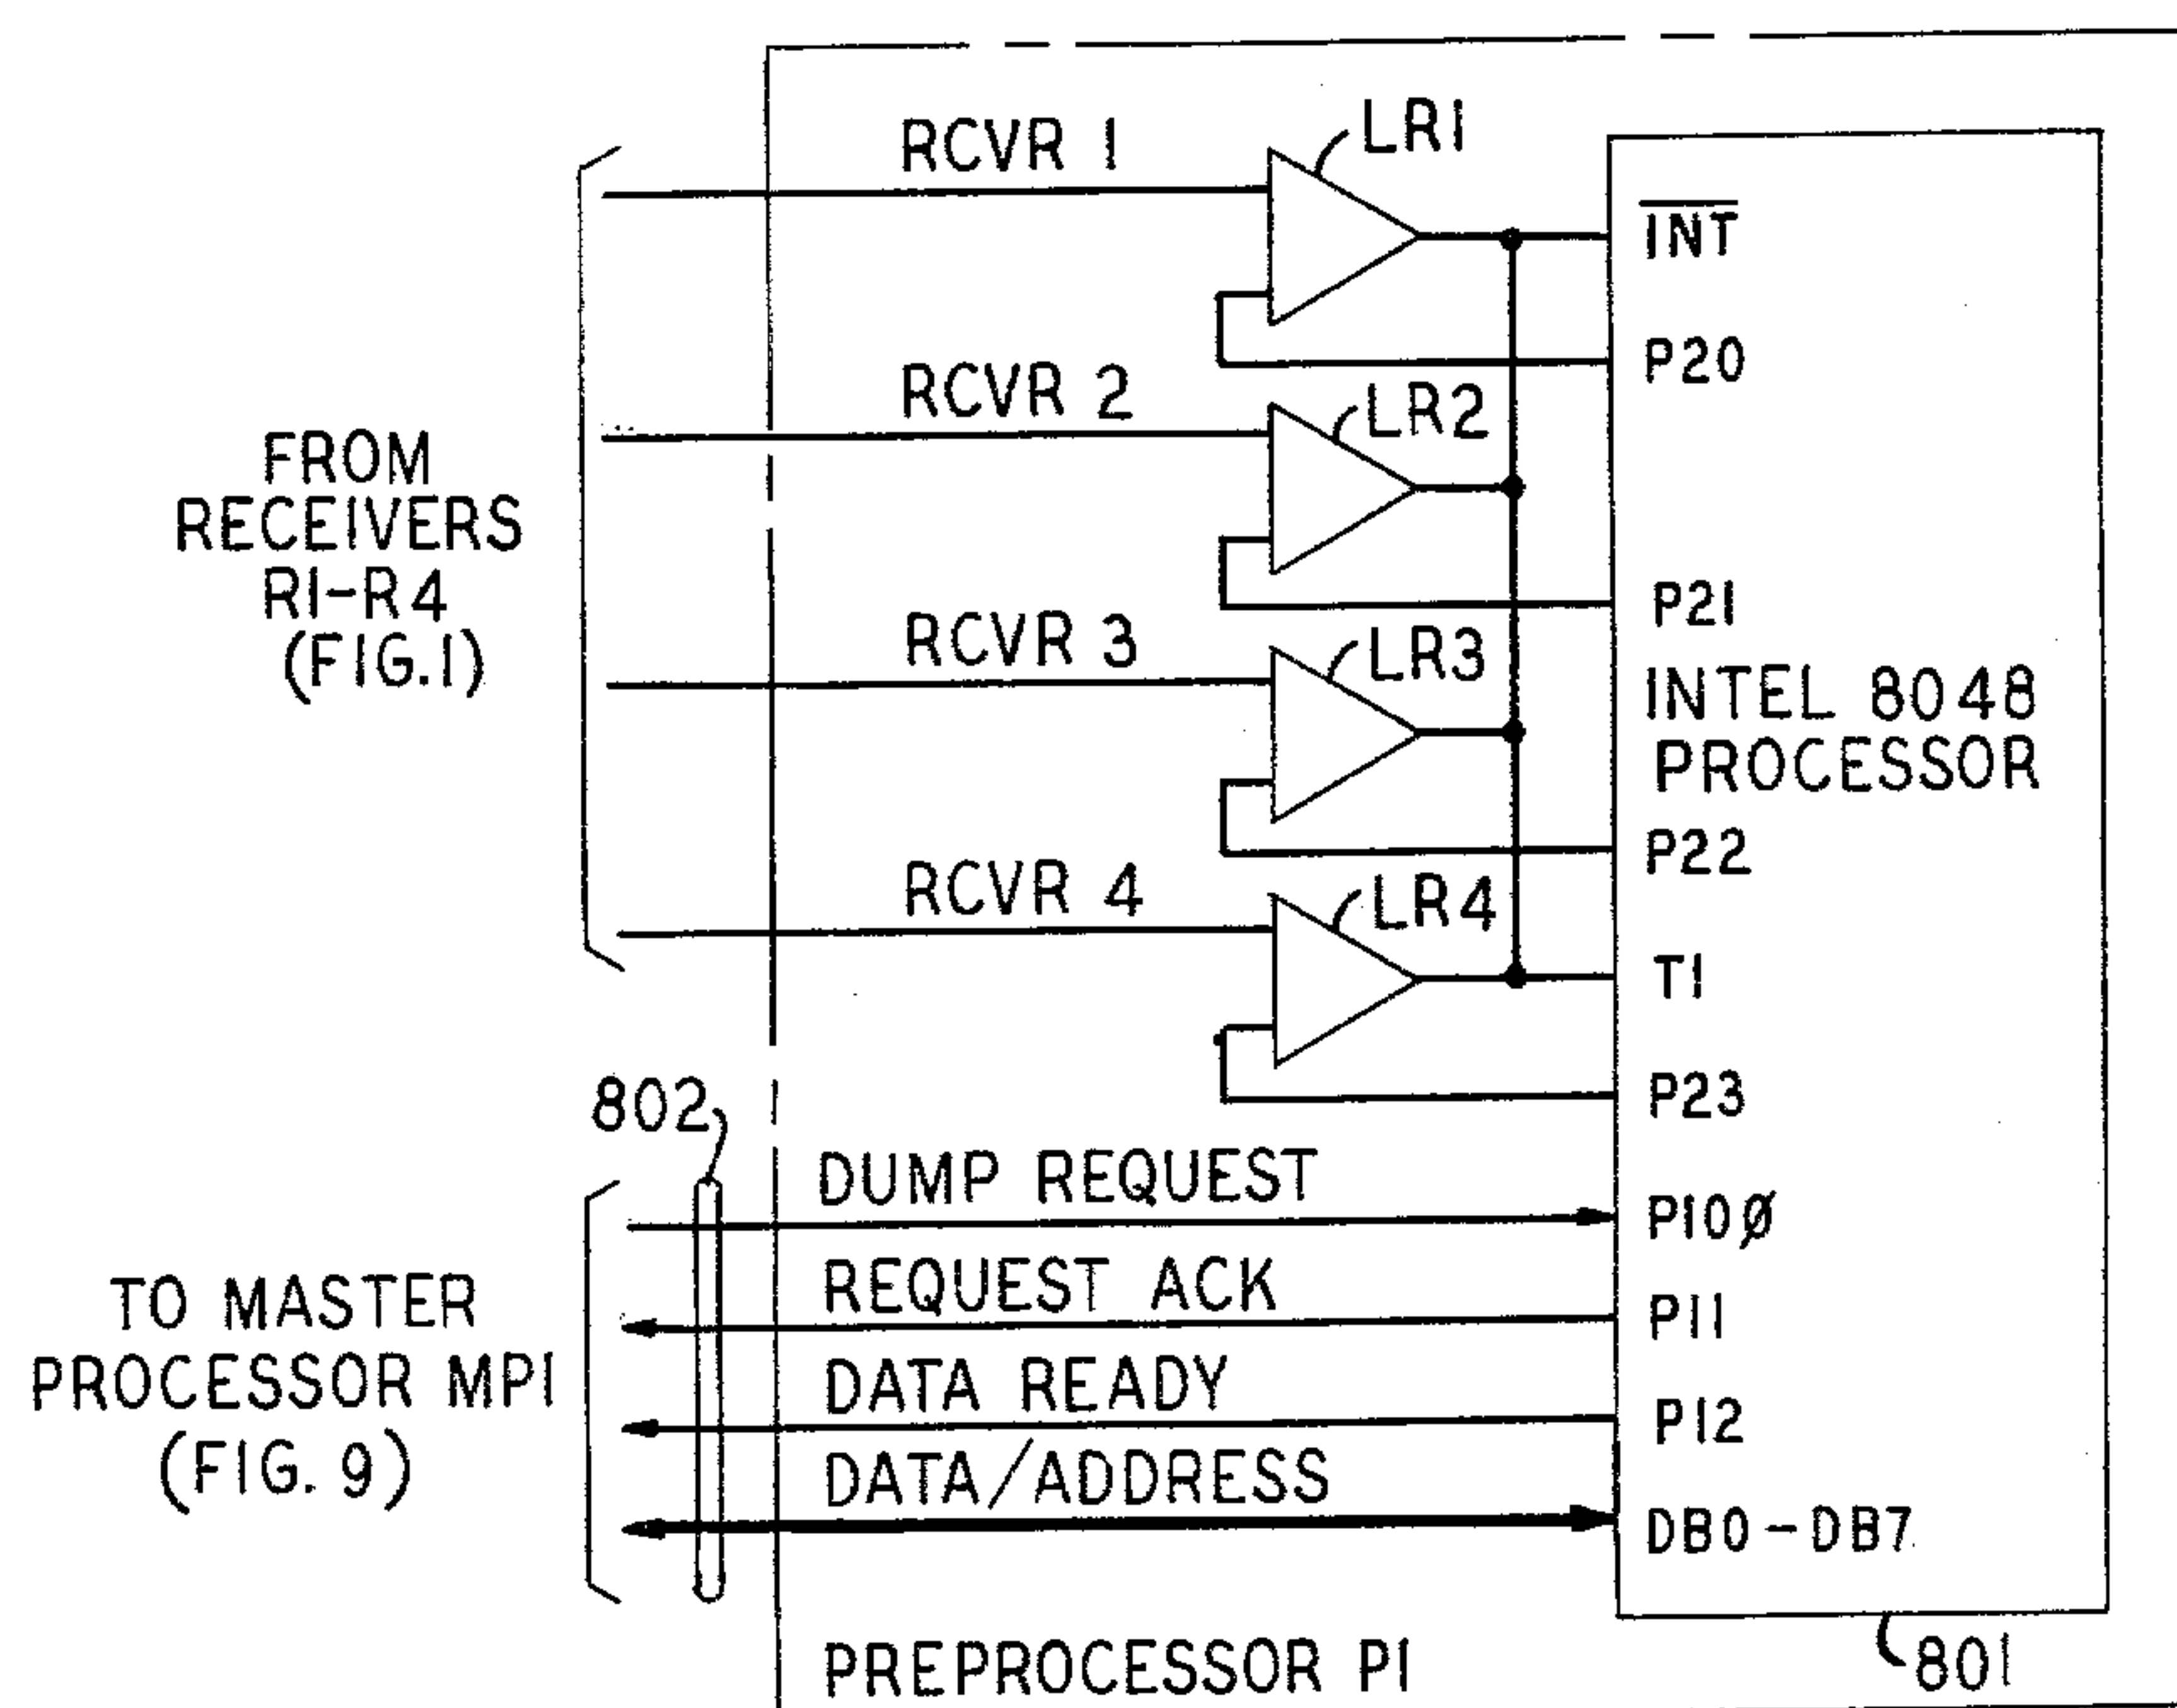 FROM
RECEIVERS
R1-R4
(FIG.1)
RCVR 1
LR1
RCVR 2
LR2
RCVR 3
LR3
RCVR 4
LR4
INT
P20
P21
INTEL 8048
PROCESSOR
P22
T1
P23
P10Ø
P11
P12
DB0-DB7
802
DUMP REQUEST
REQUEST ACK
DATA READY
DATA/ADDRESS
TO MASTER
PROCESSOR MP1
(FIG. 9)
PREPROCESSOR P1
801